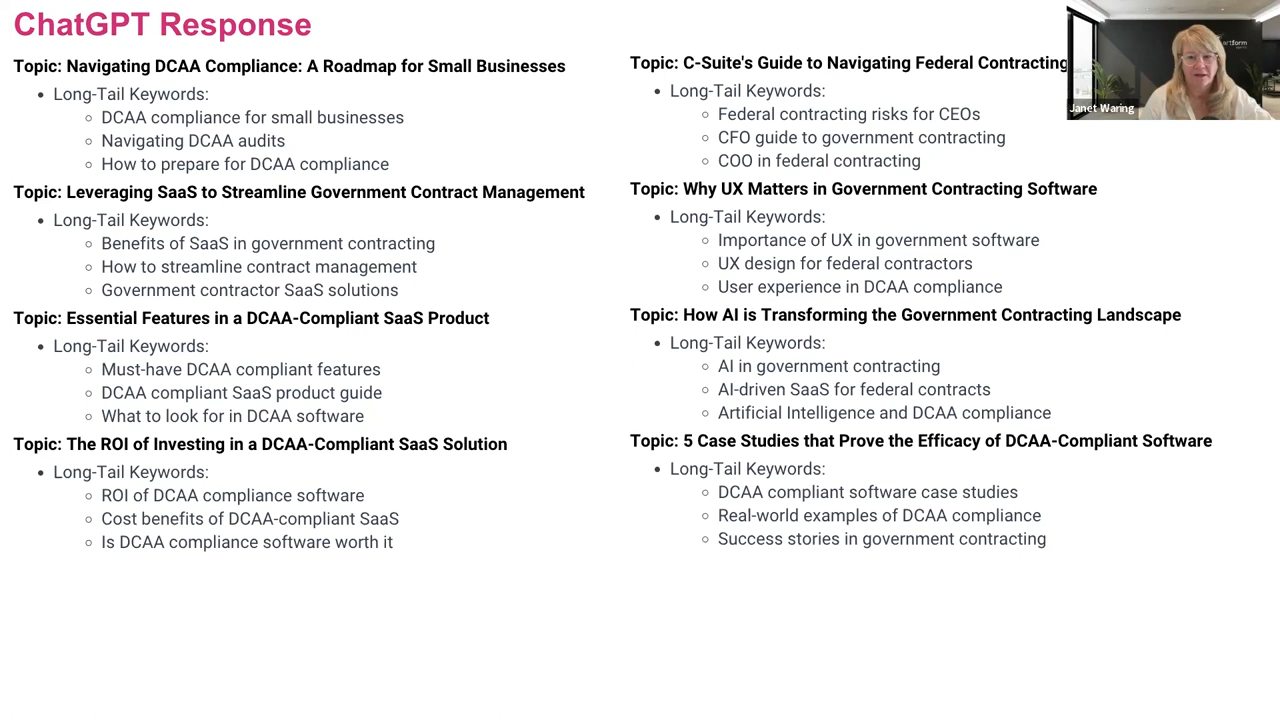 ChatGPT Response
Topic: Navigating DCAA Compliance: A Roadmap for Small Businesses
Long-Tail Keywords:
DCAA compliance for small businesses
Navigating DCAA audits
How to prepare for DCAA compliance
Topic: Leveraging SaaS to Streamline Government Contract Management
Long-Tail Keywords:
Benefits of SaaS in government contracting
How to streamline contract management
Government contractor SaaS solutions
Topic: Essential Features in a DCAA-Compliant SaaS Product
Long-Tail Keywords:
Must-have DCAA compliant features
DCAA compliant SaaS product guide
What to look for in DCAA software
Topic: The ROI of Investing in a DCAA-Compliant SaaS Solution
Long-Tail Keywords:
ROI of DCAA compliance software
Cost benefits of DCAA-compliant SaaS
Is DCAA compliance software worth it
Topic: C-Suite's Guide to Navigating Federal Contracting
Long-Tail Keywords:
Federal contracting risks for CEOs
CFO guide to government contracting
COO in federal contracting
Topic: Why UX Matters in Government Contracting Software
Long-Tail Keywords:
Importance of UX in government software
UX design for federal contractors
User experience in DCAA compliance
Topic: How AI is Transforming the Government Contracting Landscape
Long-Tail Keywords:
AI in government contracting
AI-driven SaaS for federal contracts
Artificial Intelligence and DCAA compliance
Topic: 5 Case Studies that Prove the Efficacy of DCAA-Compliant Software
Long-Tail Keywords:
DCAA compliant software case studies
Real-world examples of DCAA compliance
Success stories in government contracting
Janet Waring